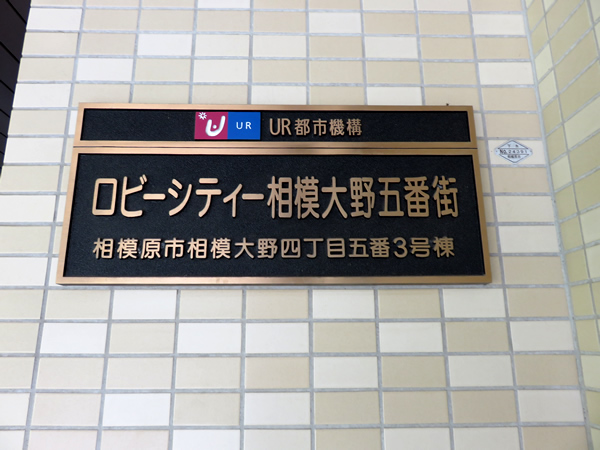 UR UR都市機構
ロビーシティー相模大野五番街
相模原市相模大野四丁目五番3号棟